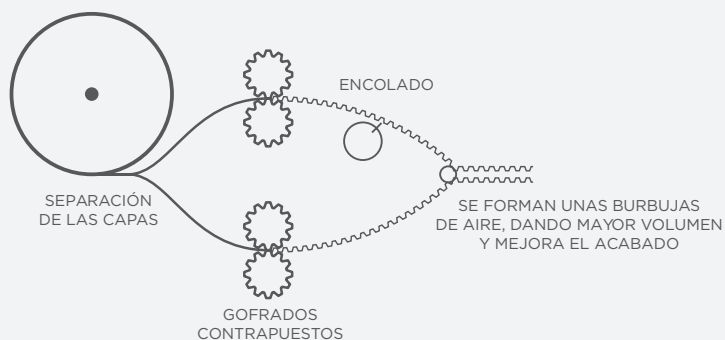 ENCOLADO
SEPARACIÓN
DE LAS CAPAS
SE FORMAN UNAS BURBUJAS
DE AIRE, DANDO MAYOR VOLUMEN
Y MEJORA EL ACABADO
GOFRADOS
CONTRAPUESTOS